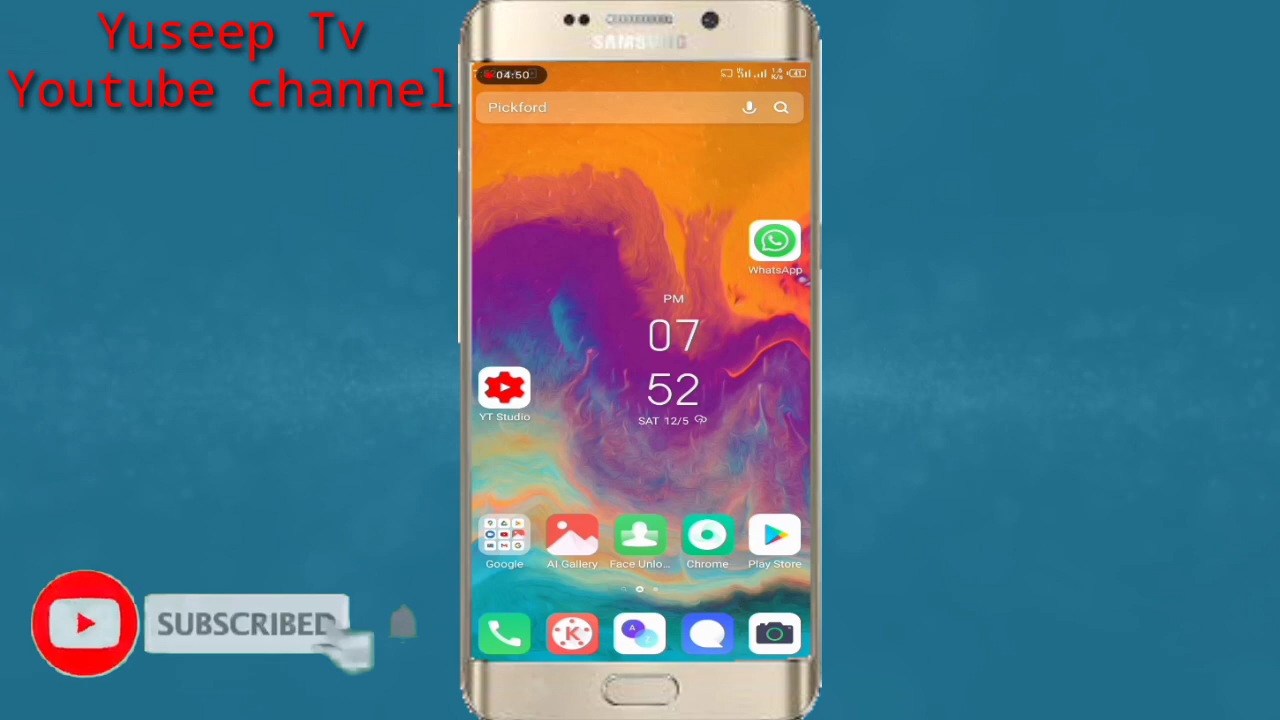 Yuseep Tv
Youtube channel
SAMSUNG
04:50
Pickford
WhatsApp
PM
07
52
SAT 12/5
YT Studio
Google
AI Gallery
Face Unlo...
Chrome
Play Store
SUBSCRIBED